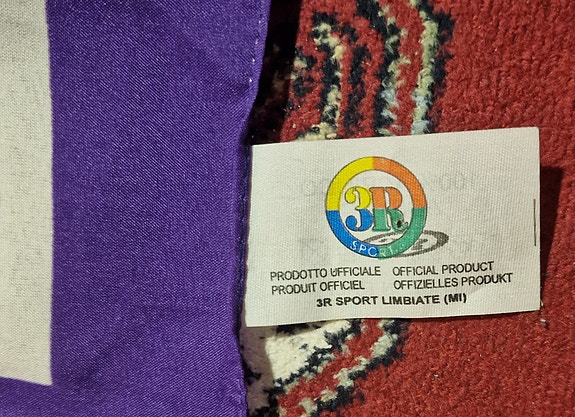 3R
SPORT
PRODOTTO UFFICIALE OFFICIAL PRODUCT
PRODUIT OFFICIEL OFFIZIELLES PRODUKT
3R SPORT LIMBIATE (MI)